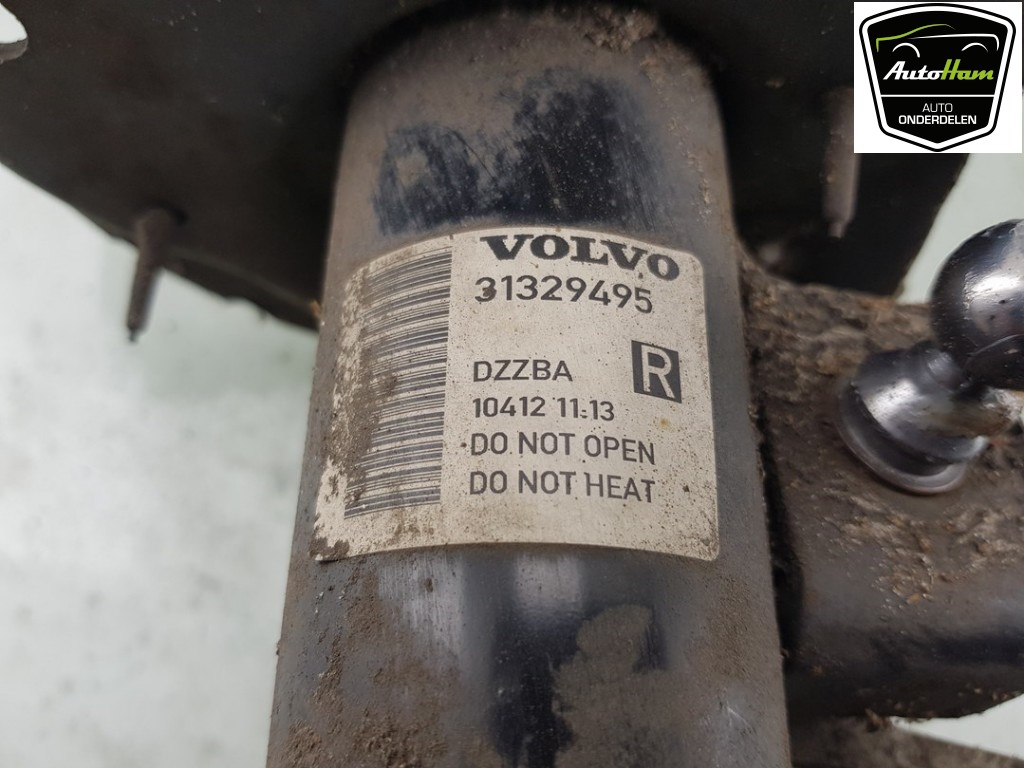 AutoHam
AUTO
ONDERDELEN
VOLVO
31329495
DZZBA R
10412 11:13
DO NOT OPEN
DO NOT HEAT